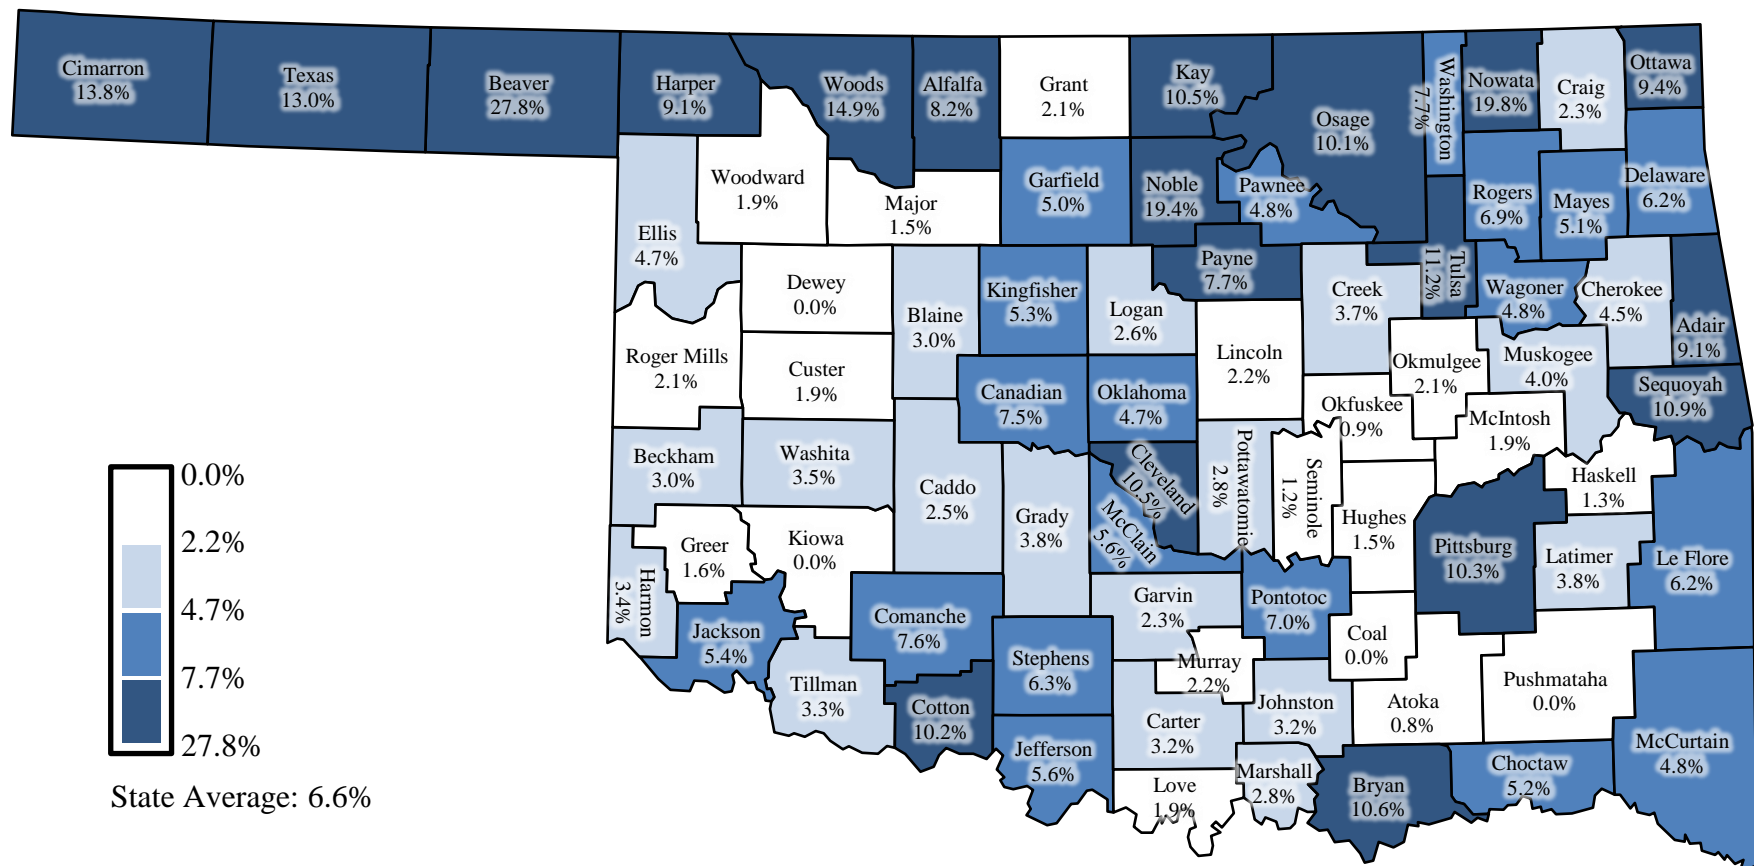 Cimarron
13.8%
Texas
13.0%
Beaver
27.8%
Harper
9.1%
Woods
14.9%
Alfalfa
8.2%
Grant
2.1%
Kay
10.5%
Osage
10.1%
Washington
7.7%
Nowata
19.8%
Craig
2.3%
Ottawa
9.4%
Woodward
1.9%
Major
1.5%
Garfield
5.0%
Noble
19.4%
Pawnee
4.8%
Rogers
6.9%
Mayes
5.1%
Delaware
6.2%
Ellis
4.7%
Dewey
0.0%
Blaine
3.0%
Kingfisher
5.3%
Logan
2.6%
Payne
7.7%
Creek
3.7%
Tulsa
11.2%
Wagoner
4.8%
Cherokee
4.5%
Adair
9.1%
Roger Mills
2.1%
Custer
1.9%
Canadian
7.5%
Oklahoma
4.7%
Lincoln
2.2%
Okmulgee
2.1%
Muskogee
4.0%
Sequoyah
10.9%
Okfuskee
0.9%
McIntosh
1.9%
Beckham
3.0%
Washita
3.5%
Caddo
2.5%
Grady
3.8%
Cleveland
10.5%
McClain
5.6%
Pottawatomie
2.8%
Seminole
1.2%
Hughes
1.5%
Pittsburg
10.3%
Haskell
1.3%
Latimer
3.8%
Le Flore
6.2%
Greer
1.6%
Kiowa
0.0%
Harmon
3.4%
Jackson
5.4%
Comanche
7.6%
Stephens
6.3%
Garvin
2.3%
Pontotoc
7.0%
Coal
0.0%
Murray
2.2%
Tillman
3.3%
Cotton
10.2%
Jefferson
5.6%
Carter
3.2%
Johnston
3.2%
Atoka
0.8%
Pushmataha
0.0%
McCurtain
4.8%
Love
1.9%
Marshall
2.8%
Bryan
10.6%
Choctaw
5.2%
0.0%
2.2%
4.7%
7.7%
27.8%
State Average: 6.6%